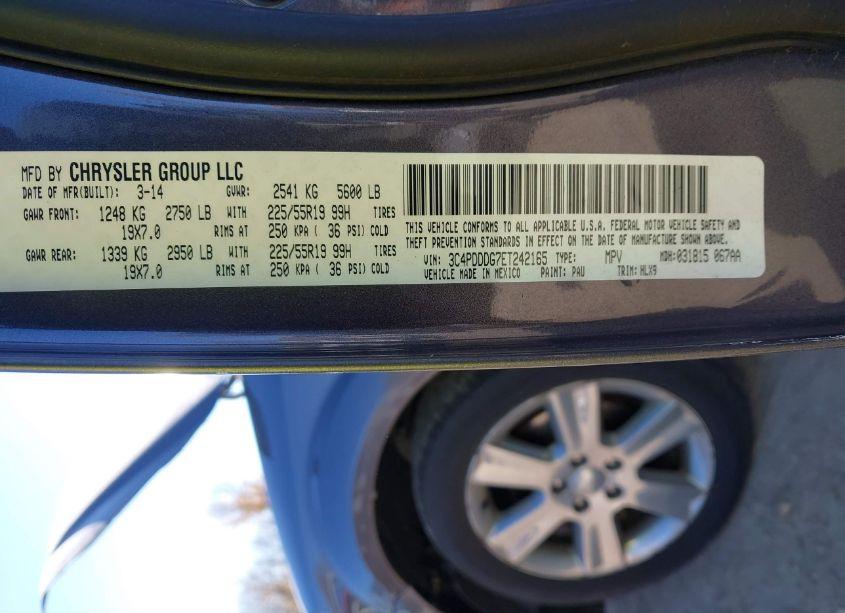 MFD BY CHRYSLER GROUP LLC
DATE OF MFR(BUILT): 3-14 GVWR: 2541 KG 5600 LB
GAWR FRONT: 1248 KG 2750 LB WITH 225/55R19 99H TIRES
19X7.0 RIMS AT 250 KPA ( 36 PSI) COLD
GAWR REAR: 1339 KG 2950 LB WITH 225/55R19 99H TIRES
19X7.0 RIMS AT 250 KPA ( 36 PSI) COLD
THIS VEHICLE CONFORMS TO ALL APPLICABLE U.S.A. FEDERAL MOTOR VEHICLE SAFETY AND
THEFT PREVENTION STANDARDS IN EFFECT ON THE DATE OF MANUFACTURE SHOWN ABOVE
VIN: 3C4PDDDG7ET242165 TYPE: MPV MDH:031815 067AA
VEHICLE MADE IN MEXICO PAINT: PAU TRIM: HLX9